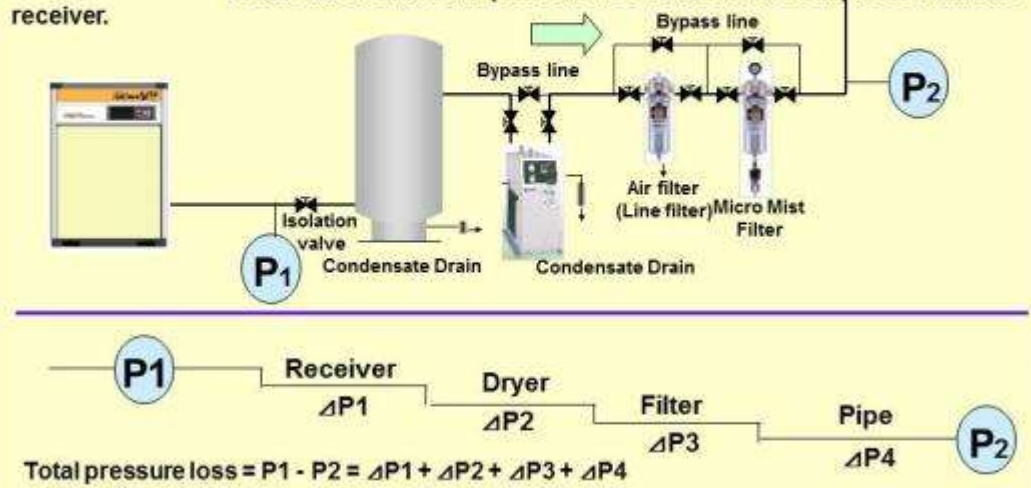 receiver.
Bypass line
Bypass line
P2
Air filter
(Line filter)
Micro Mist
Filter
Isolation
valve
P1
Condensate Drain
Condensate Drain
P1
Receiver
⊿P1
Dryer
⊿P2
Filter
⊿P3
Pipe
⊿P4
P2
Total pressure loss = P1 - P2 = ⊿P1 + ⊿P2 + ⊿P3 + ⊿P4